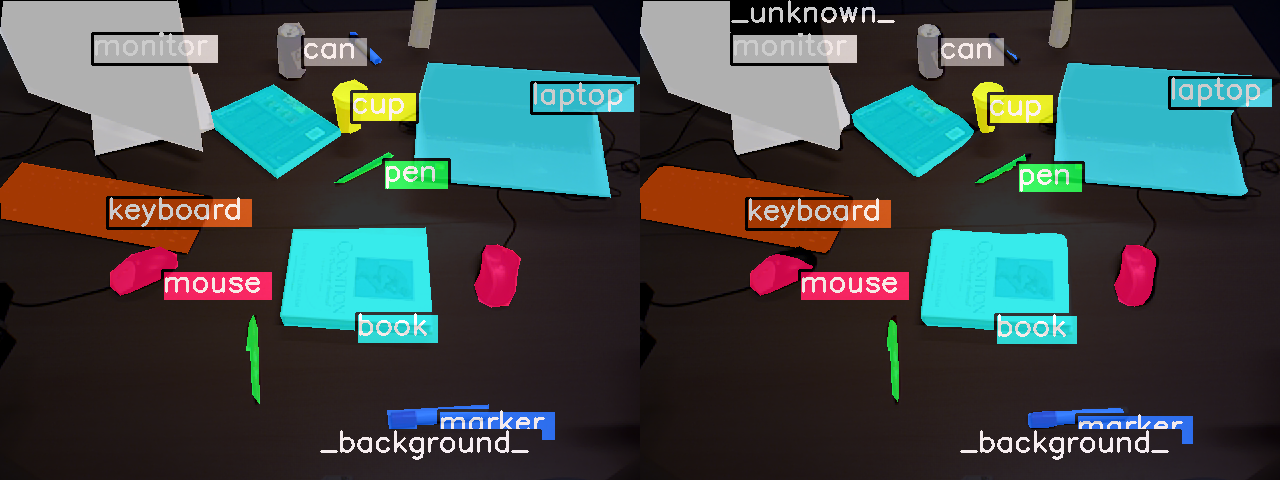 _unknown_
monitor
can
cup
laptop
pen
keyboard
mouse
book
marker
_background_
monitor
can
cup
laptop
pen
keyboard
mouse
book
marker
_background_